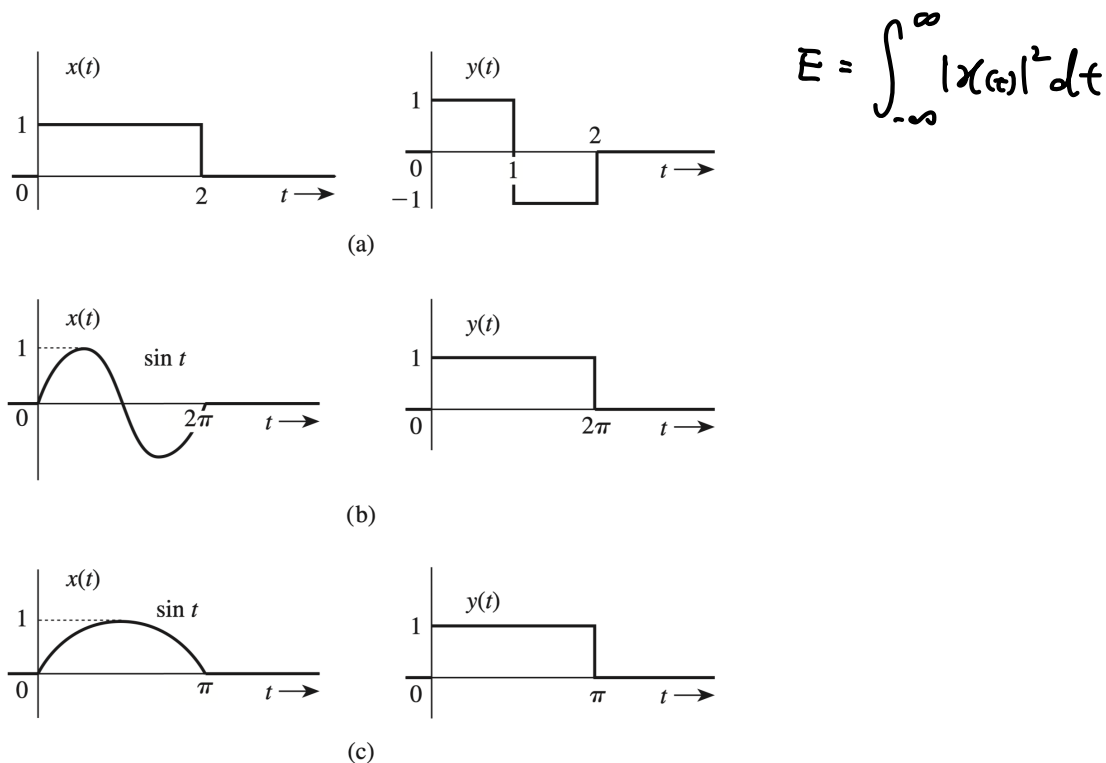 x(t)
1
0
2
t
y(t)
1
2
0
1
t
−1
(a)
E = ∫_{-∞}^{∞} |x(t)|² dt
x(t)
1
sin t
0
2π
t
y(t)
1
0
2π
t
(b)
x(t)
1
sin t
0
π
t
y(t)
1
0
π
t
(c)